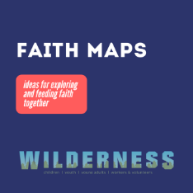 FAITH MAPS
ideas for exploring
and feeding faith
together
WILDERNESS